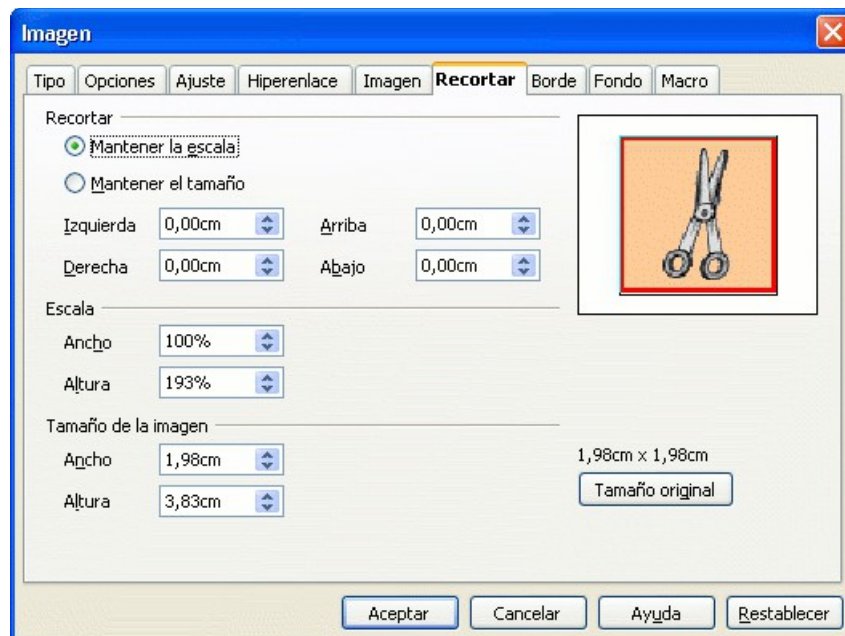 Imagen
Tipo Opciones Ajuste Hiperenlace Imagen Recortar Borde Fondo Macro
Recortar
Mantener la escala
Mantener el tamaño
Izquierda 0,00cm Arriba 0,00cm
Derecha 0,00cm Abajo 0,00cm
Escala
Ancho 100%
Altura 193%
Tamaño de la imagen
Ancho 1,98cm 1,98cm x 1,98cm
Altura 3,83cm Tamaño original
Aceptar Cancelar Ayuda Restablecer